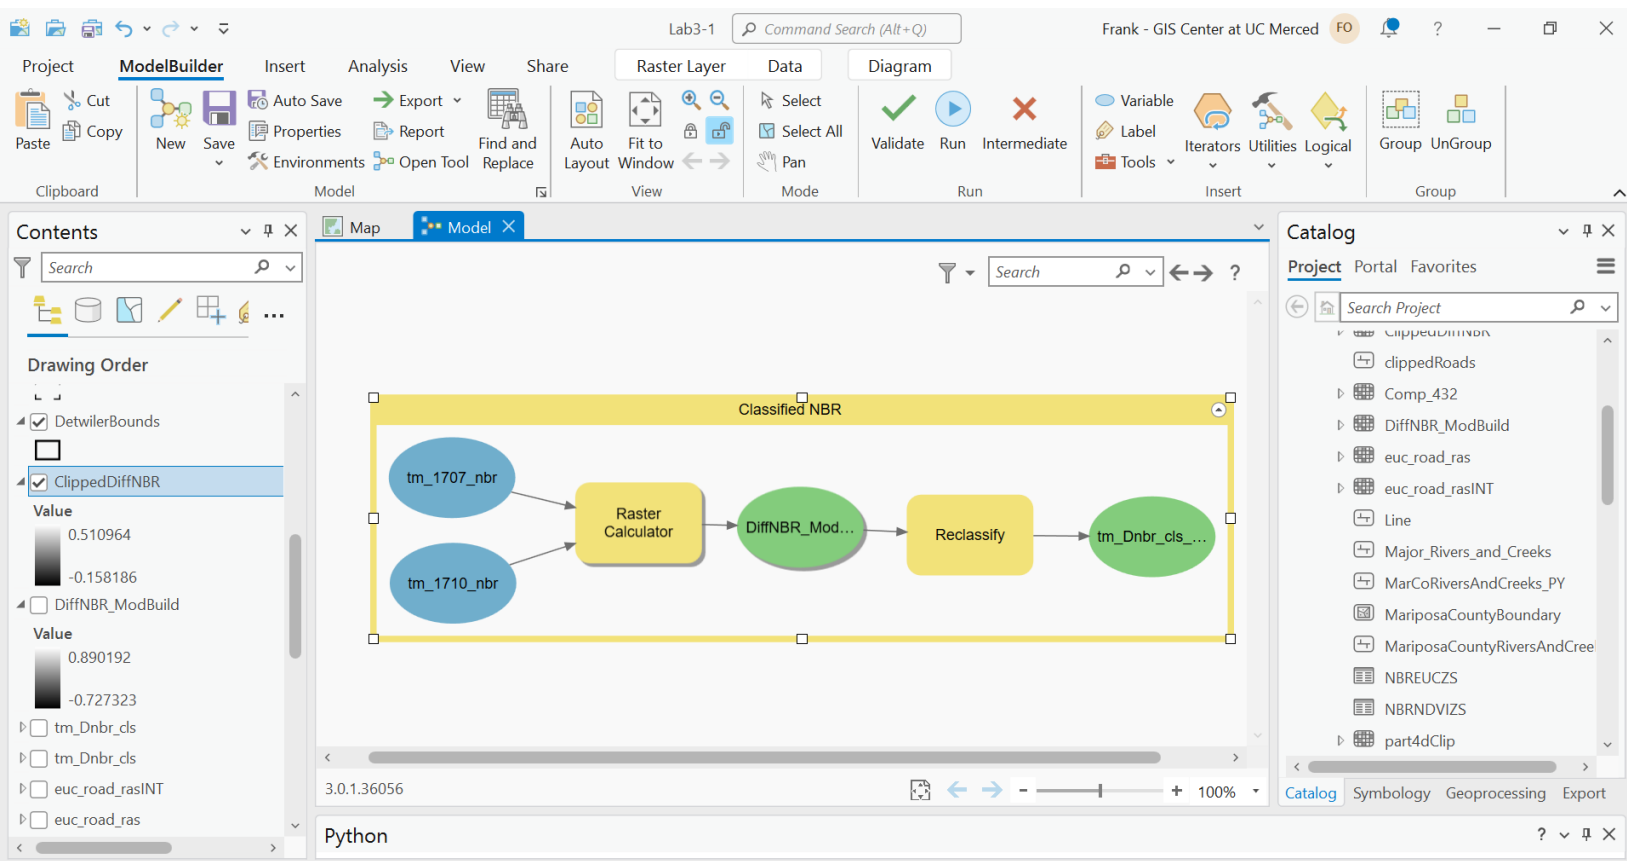 Lab3-1
Command Search (Alt+Q)
Frank - GIS Center at UC Merced
FO
?
Project
ModelBuilder
Insert
Analysis
View
Share
Raster Layer
Data
Diagram
Paste
Cut
Copy
Clipboard
New
Save
Auto Save
Properties
Environments
Export
Report
Open Tool
Find and
Replace
Model
Auto
Layout
Fit to
Window
View
Select
Select All
Pan
Mode
Validate
Run
Intermediate
Run
Variable
Label
Tools
Iterators
Utilities
Logical
Insert
Group
UnGroup
Group
Contents
Search
Drawing Order
DetwilerBounds
ClippedDiffNBR
Value
0.510964
-0.158186
DiffNBR_ModBuild
Value
0.890192
-0.727323
tm_Dnbr_cls
tm_Dnbr_cls
euc_road_rasINT
euc_road_ras
Map
Model
Search
?
Classified NBR
tm_1707_nbr
tm_1710_nbr
Raster
Calculator
DiffNBR_Mod...
Reclassify
tm_Dnbr_cls_...
3.0.1.36056
100%
Python
?
Catalog
Project
Portal
Favorites
Search Project
ClippedDiffNBR
clippedRoads
Comp_432
DiffNBR_ModBuild
euc_road_ras
euc_road_rasINT
Line
Major_Rivers_and_Creeks
MarCoRiversAndCreeks_PY
MariposaCountyBoundary
MariposaCountyRiversAndCree
NBREUCZS
NBRNDVIZS
part4dClip
Catalog
Symbology
Geoprocessing
Export